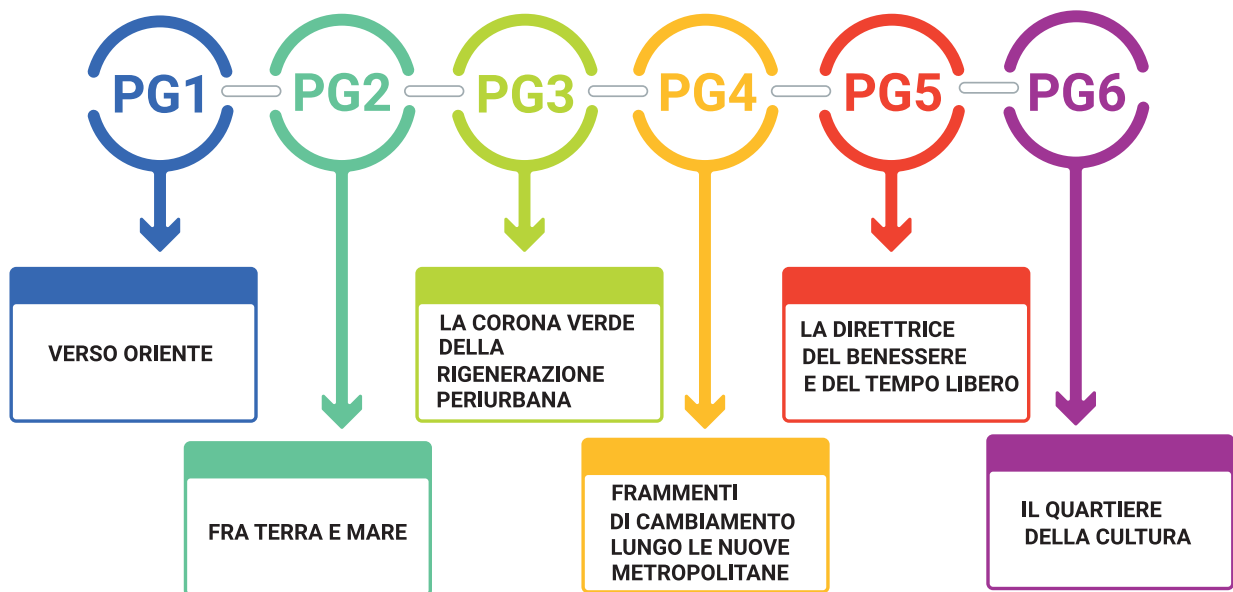 PG1
PG2
PG3
PG4
PG5
PG6
VERSO ORIENTE
FRA TERRA E MARE
LA CORONA VERDE
DELLA
RIGENERAZIONE
PERIURBANA
FRAMMENTI
DI CAMBIAMENTO
LUNGO LE NUOVE
METROPOLITANE
LA DIRETTRICE
DEL BENESSERE
E DEL TEMPO LIBERO
IL QUARTIERE
DELLA CULTURA